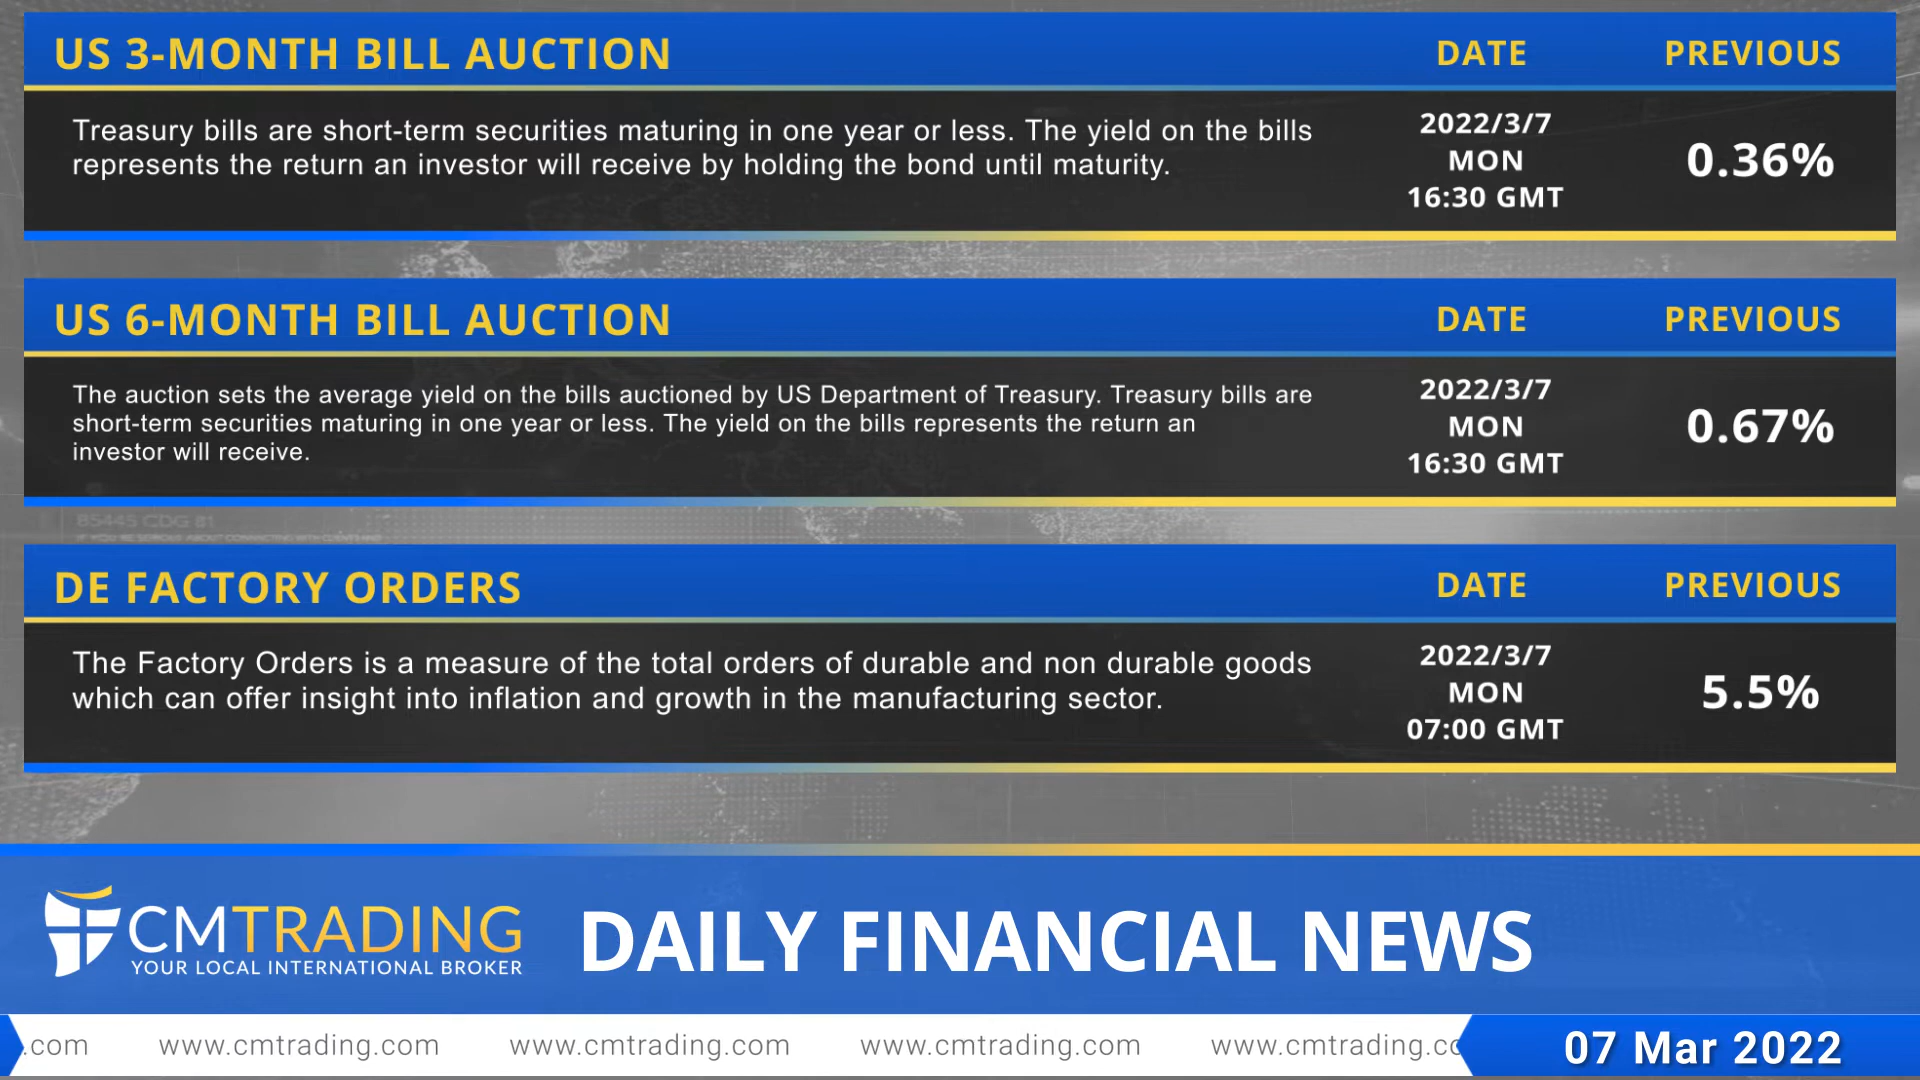 US 3-MONTH BILL AUCTION DATE PREVIOUS
Treasury bills are short-term securities maturing in one year or less. The yield on the bills
represents the return an investor will receive by holding the bond until maturity.
2022/3/7
MON
16:30 GMT
0.36%
US 6-MONTH BILL AUCTION DATE PREVIOUS
The auction sets the average yield on the bills auctioned by US Department of Treasury. Treasury bills are
short-term securities maturing in one year or less. The yield on the bills represents the return an
investor will receive.
2022/3/7
MON
16:30 GMT
0.67%
85445 CDG 81
DE FACTORY ORDERS DATE PREVIOUS
The Factory Orders is a measure of the total orders of durable and non durable goods
which can offer insight into inflation and growth in the manufacturing sector.
2022/3/7
MON
07:00 GMT
5.5%
CMTRADING
YOUR LOCAL INTERNATIONAL BROKER
DAILY FINANCIAL NEWS
.com www.cmtrading.com www.cmtrading.com www.cmtrading.com www.cmtrading.co
07 Mar 2022